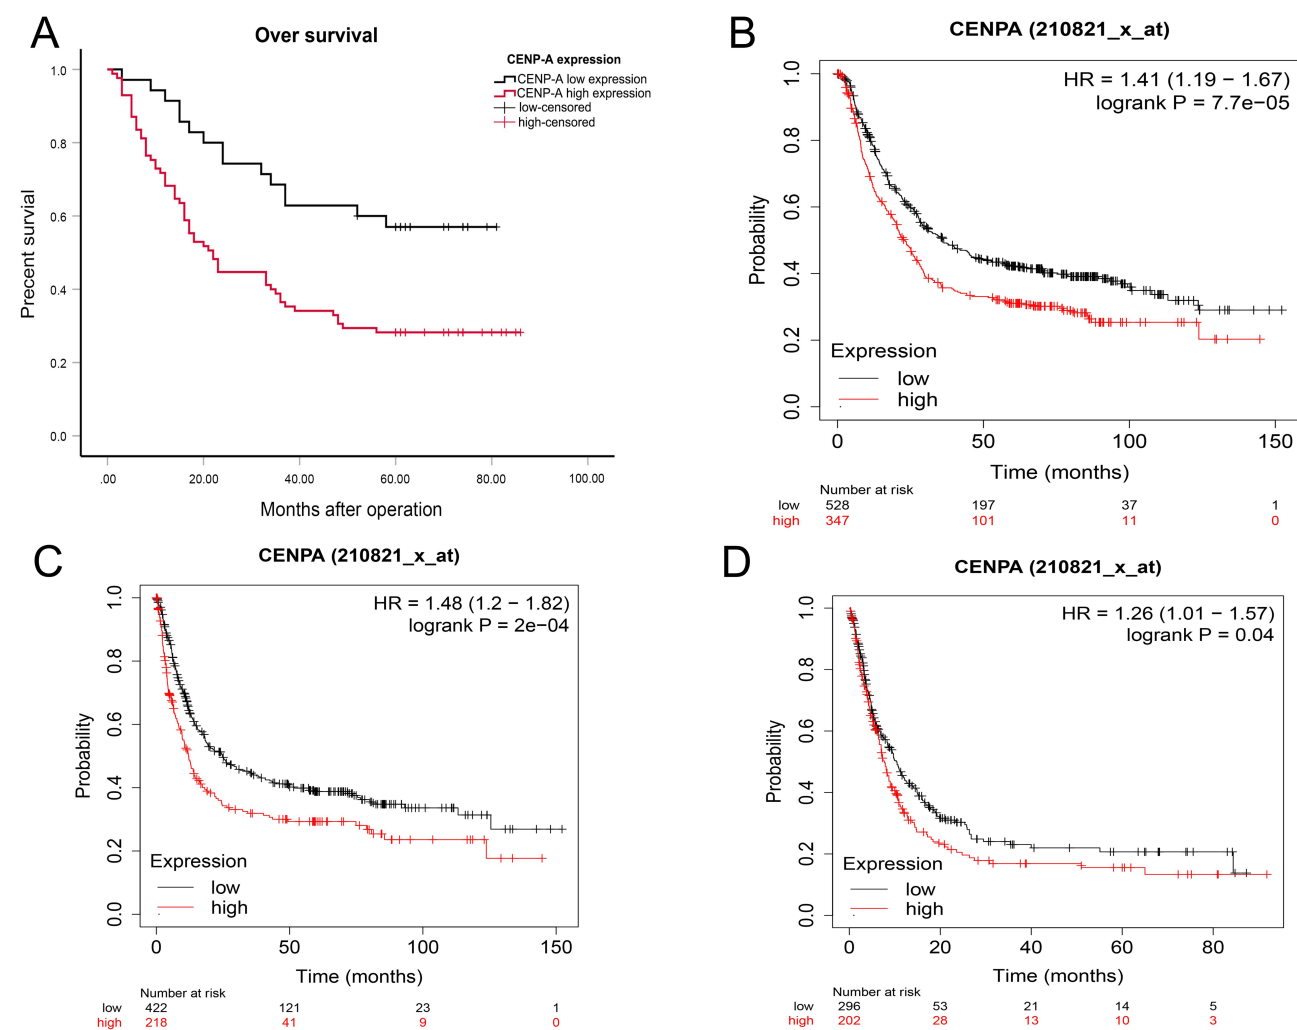 A
Over survival
CENP-A expression
CENP-A low expression
CENP-A high expression
low-censored
high-censored
Precent survial
1.0
0.8
0.6
0.4
0.2
0.0
.00 20.00 40.00 60.00 80.00 100.00
Months after operation
B
CENPA (210821_x_at)
HR = 1.41 (1.19 − 1.67)
logrank P = 7.7e−05
Probability
1.0
0.8
0.6
0.4
0.2
0.0
Expression
low
high
0 50 100 150
Time (months)
Number at risk
low 528 197 37 1
high 347 101 11 0
C
CENPA (210821_x_at)
HR = 1.48 (1.2 − 1.82)
logrank P = 2e−04
Probability
1.0
0.8
0.6
0.4
0.2
0.0
Expression
low
high
0 50 100 150
Time (months)
Number at risk
low 422 121 23 1
high 218 41 9 0
D
CENPA (210821_x_at)
HR = 1.26 (1.01 − 1.57)
logrank P = 0.04
Probability
1.0
0.8
0.6
0.4
0.2
0.0
Expression
low
high
0 20 40 60 80
Time (months)
Number at risk
low 296 53 21 14 5
high 202 28 13 10 3